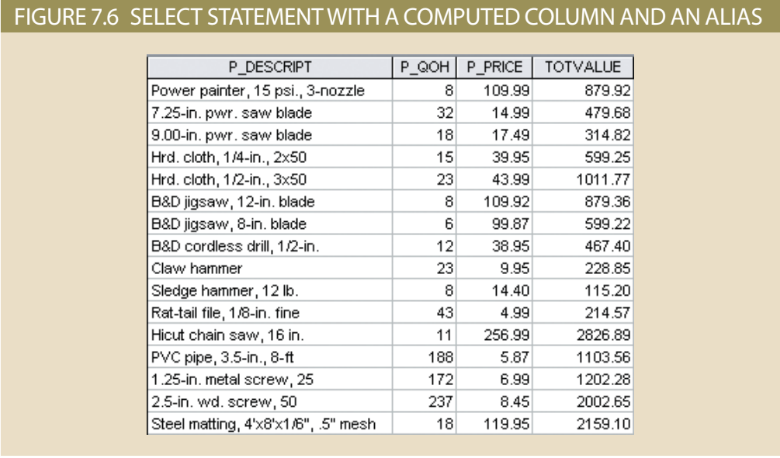 FIGURE 7.6 SELECT STATEMENT WITH A COMPUTED COLUMN AND AN ALIAS
P_DESCRIPT P_QOH P_PRICE TOTVALUE
Power painter, 15 psi., 3-nozzle 8 109.99 879.92
7.25-in. pwr. saw blade 32 14.99 479.68
9.00-in. pwr. saw blade 18 17.49 314.82
Hrd. cloth, 1/4-in., 2x50 15 39.95 599.25
Hrd. cloth, 1/2-in., 3x50 23 43.99 1011.77
B&D jigsaw, 12-in. blade 8 109.92 879.36
B&D jigsaw, 8-in. blade 6 99.87 599.22
B&D cordless drill, 1/2-in. 12 38.95 467.40
Claw hammer 23 9.95 228.85
Sledge hammer, 12 lb. 8 14.40 115.20
Rat-tail file, 1/8-in. fine 43 4.99 214.57
Hicut chain saw, 16 in. 11 256.99 2826.89
PVC pipe, 3.5-in., 8-ft 188 5.87 1103.56
1.25-in. metal screw, 25 172 6.99 1202.28
2.5-in. wd. screw, 50 237 8.45 2002.65
Steel matting, 4'x8'x1/6", .5" mesh 18 119.95 2159.10